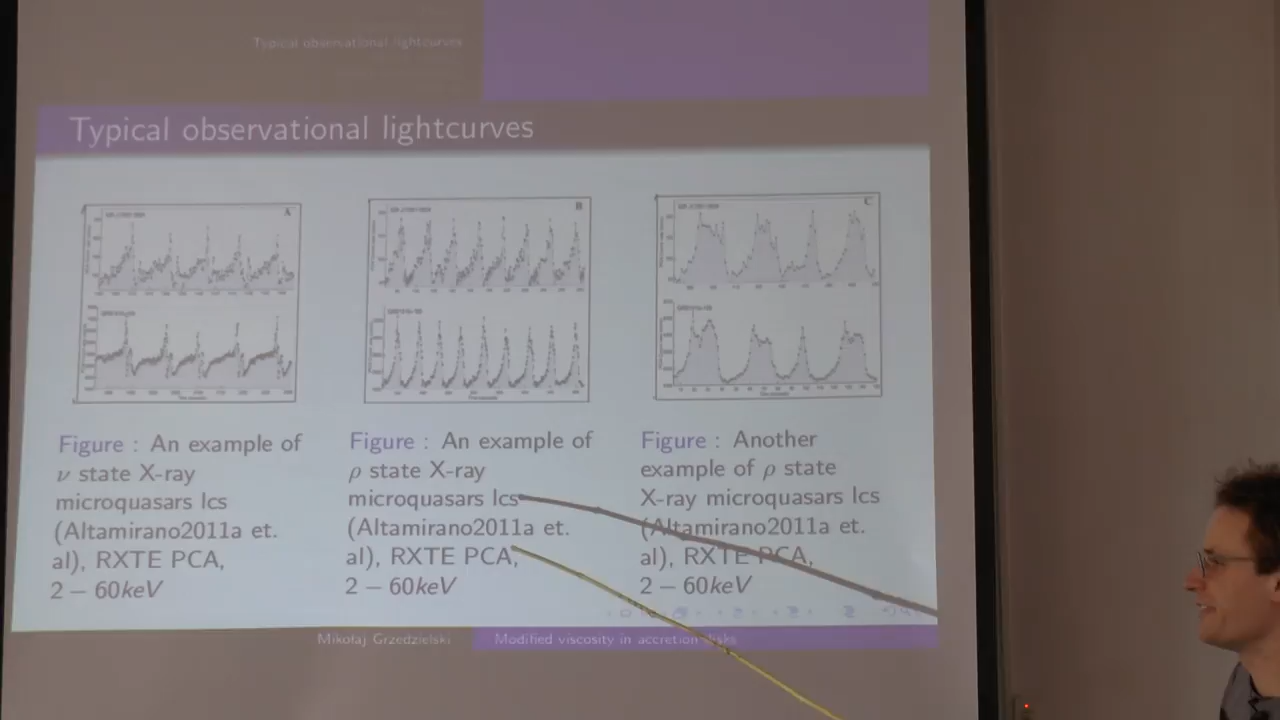 Typical observational lightcurves
Typical observational lightcurves
A
B
C
Figure : An example of
ν state X-ray
microquasars lcs
(Altamirano2011a et.
al), RXTE PCA,
2 − 60keV
Figure : An example of
ρ state X-ray
microquasars lcs
(Altamirano2011a et.
al), RXTE PCA,
2 − 60keV
Figure : Another
example of ρ state
X-ray microquasars lcs
(Altamirano2011a et.
al), RXTE PCA,
2 − 60keV
Mikołaj Grzedzielski
Modified viscosity in accretion disks